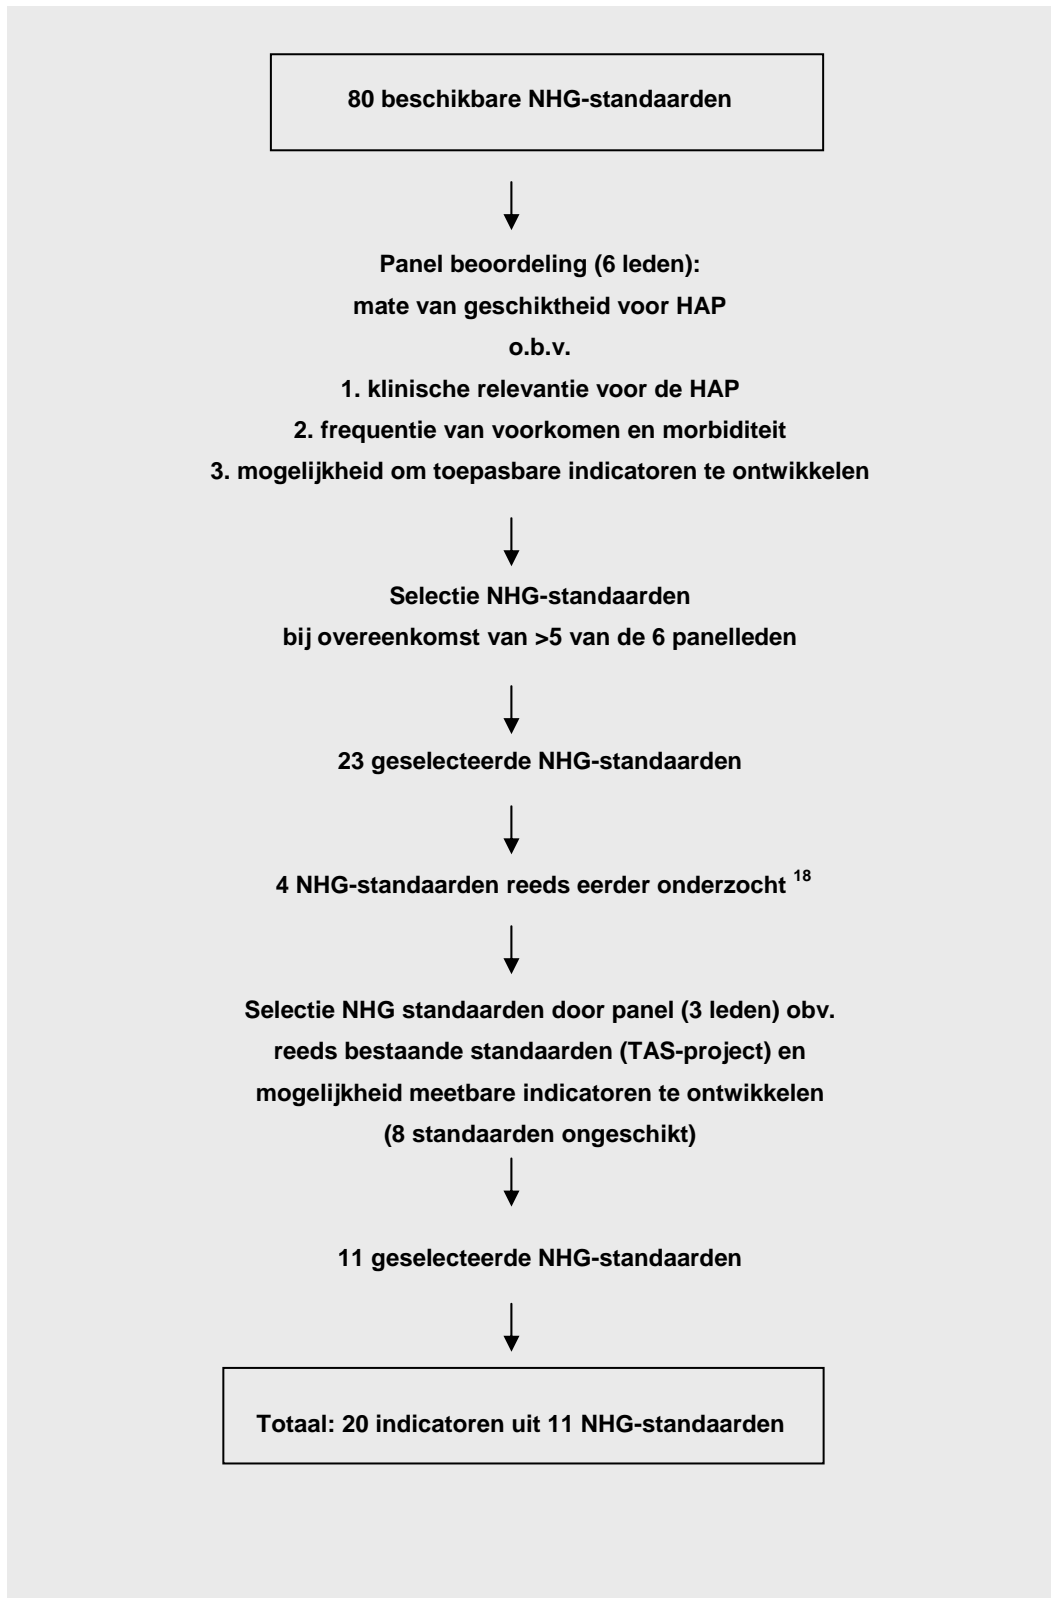 80 beschikbare NHG-standaarden
Panel beoordeling (6 leden):
mate van geschiktheid voor HAP
o.b.v.
1. klinische relevantie voor de HAP
2. frequentie van voorkomen en morbiditeit
3. mogelijkheid om toepasbare indicatoren te ontwikkelen
Selectie NHG-standaarden
bij overeenkomst van >5 van de 6 panelleden
23 geselecteerde NHG-standaarden
4 NHG-standaarden reeds eerder onderzocht 18
Selectie NHG standaarden door panel (3 leden) obv.
reeds bestaande standaarden (TAS-project) en
mogelijkheid meetbare indicatoren te ontwikkelen
(8 standaarden ongeschikt)
11 geselecteerde NHG-standaarden
Totaal: 20 indicatoren uit 11 NHG-standaarden